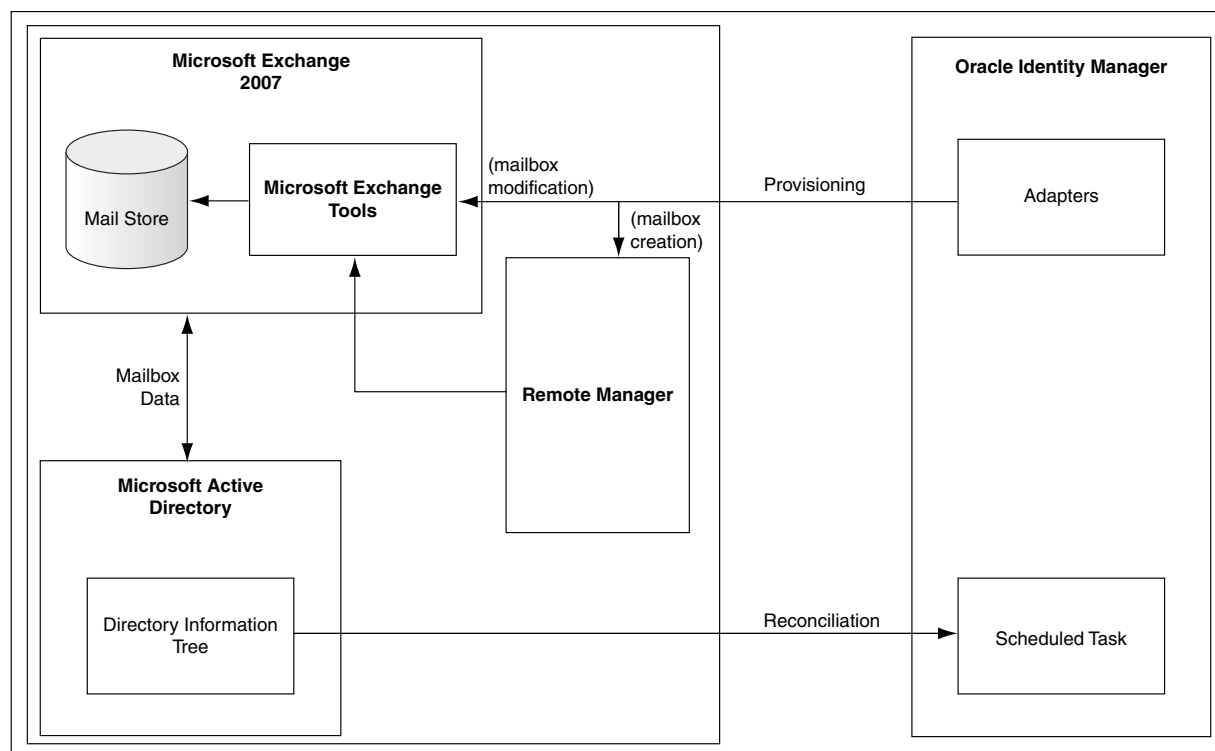 Microsoft Exchange
2007
Oracle Identity Manager
Mail Store
Microsoft Exchange
Tools
(mailbox
modification)
Provisioning
Adapters
(mailbox
creation)
Mailbox
Data
Remote Manager
Microsoft Active
Directory
Directory Information
Tree
Reconciliation
Scheduled Task